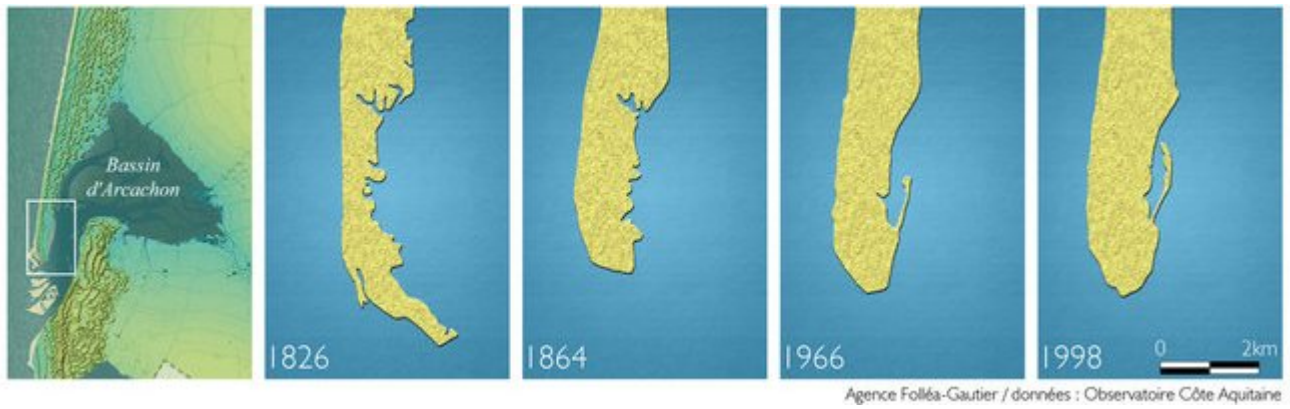 Bassin
d'Arcachon
1826
1864
1966
1998
0 2km
Agence Folléa-Gautier / données : Observatoire Côte Aquitaine